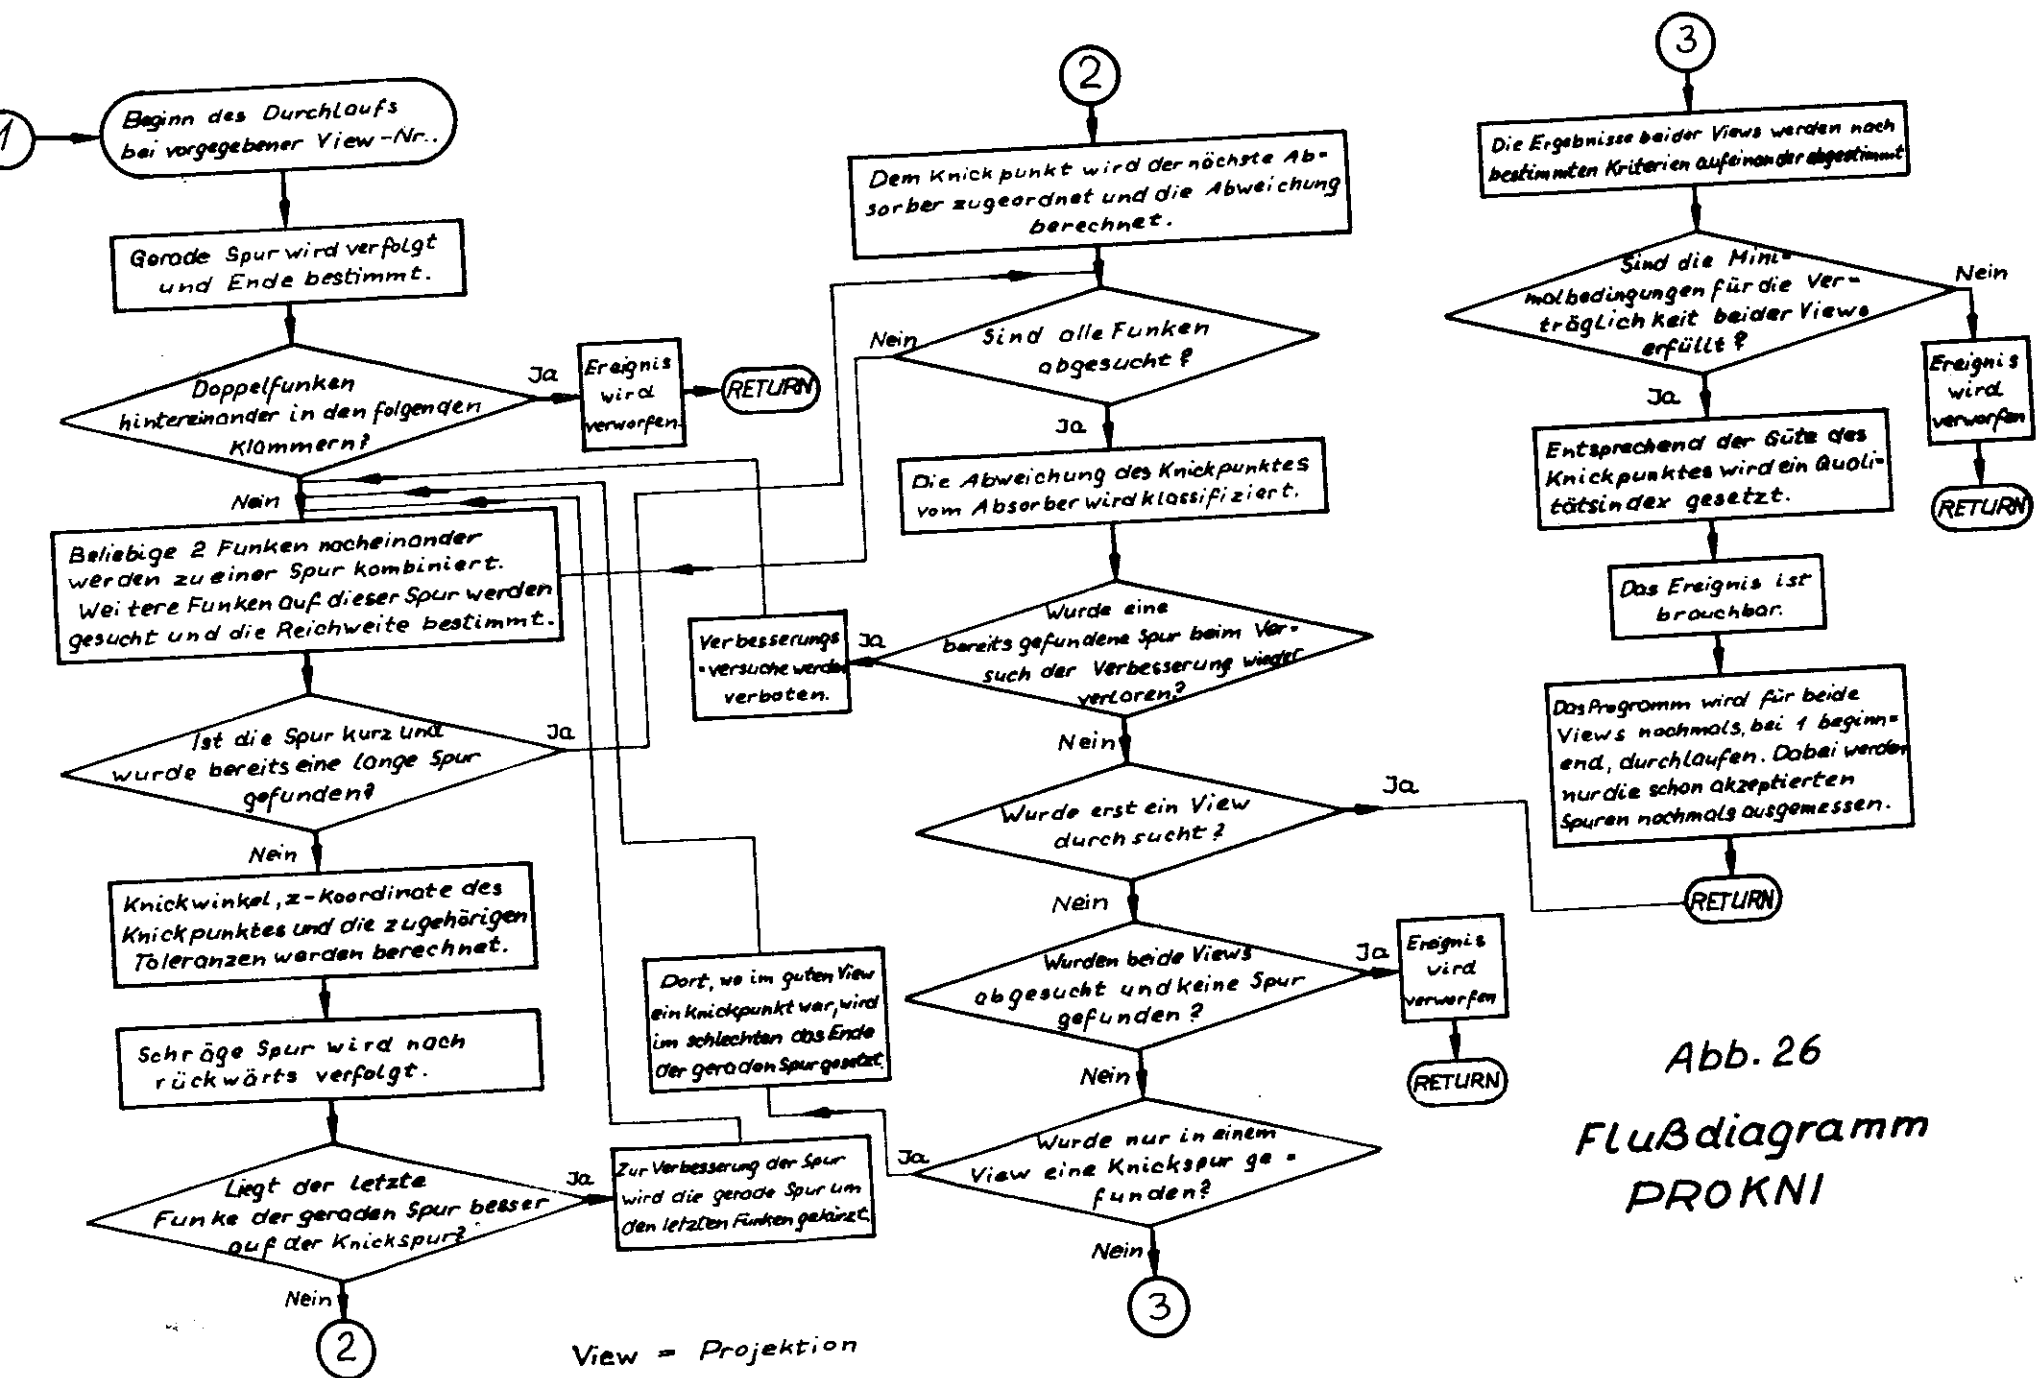 1
Beginn des Durchlaufs
bei vorgegebener View-Nr..
Gerade Spur wird verfolgt
und Ende bestimmt.
Doppelfunken
hintereinander in den folgenden
Klammern?
Ja
Ereignis
wird
verworfen.
RETURN
Nein
Beliebige 2 Funken nacheinander
werden zu einer Spur kombiniert.
Weitere Funken auf dieser Spur werden
gesucht und die Reichweite bestimmt.
Ist die Spur kurz und
wurde bereits eine lange Spur
gefunden?
Ja
Nein
Knickwinkel, z-Koordinate des
Knickpunktes und die zugehörigen
Toleranzen werden berechnet.
Schräge Spur wird nach
rückwärts verfolgt.
Liegt der letzte
Funke der geraden Spur besser
auf der Knickspur?
Ja
Zur Verbesserung der Spur
wird die gerade Spur um
den letzten Funken gekürzt.
Nein
2
2
Dem Knickpunkt wird der nächste Ab-
sorber zugeordnet und die Abweichung
berechnet.
Sind alle Funken
abgesucht?
Nein
Ja
Die Abweichung des Knickpunktes
vom Absorber wird klassifiziert.
Wurde eine
bereits gefundene Spur beim Ver-
such der Verbesserung wieder
verloren?
Ja
Verbesserungs
-versuche werden
verboten.
Nein
Wurde erst ein View
durchsucht?
Ja
Nein
Wurden beide Views
abgesucht und keine Spur
gefunden?
Ja
Ereignis
wird
verworfen
RETURN
Nein
Wurde nur in einem
View eine Knickspur ge-
funden?
Ja
Dort, wo im guten View
ein Knickpunkt war, wird
im schlechten das Ende
der geraden Spur gesetzt.
Nein
3
3
Die Ergebnisse beider Views werden nach
bestimmten Kriterien aufeinander abgestimmt
Sind die Mini-
malbedingungen für die Ver-
träglichkeit beider Views
erfüllt?
Nein
Ereignis
wird
verworfen
RETURN
Ja
Entsprechend der Güte des
Knickpunktes wird ein Quali-
tätsindex gesetzt.
Das Ereignis ist
brauchbar.
Das Programm wird für beide
Views nochmals, bei 1 beginn-
end, durchlaufen. Dabei werden
nur die schon akzeptierten
Spuren nochmals ausgemessen.
RETURN
Abb. 26
Flußdiagramm
PROKNI
View = Projektion